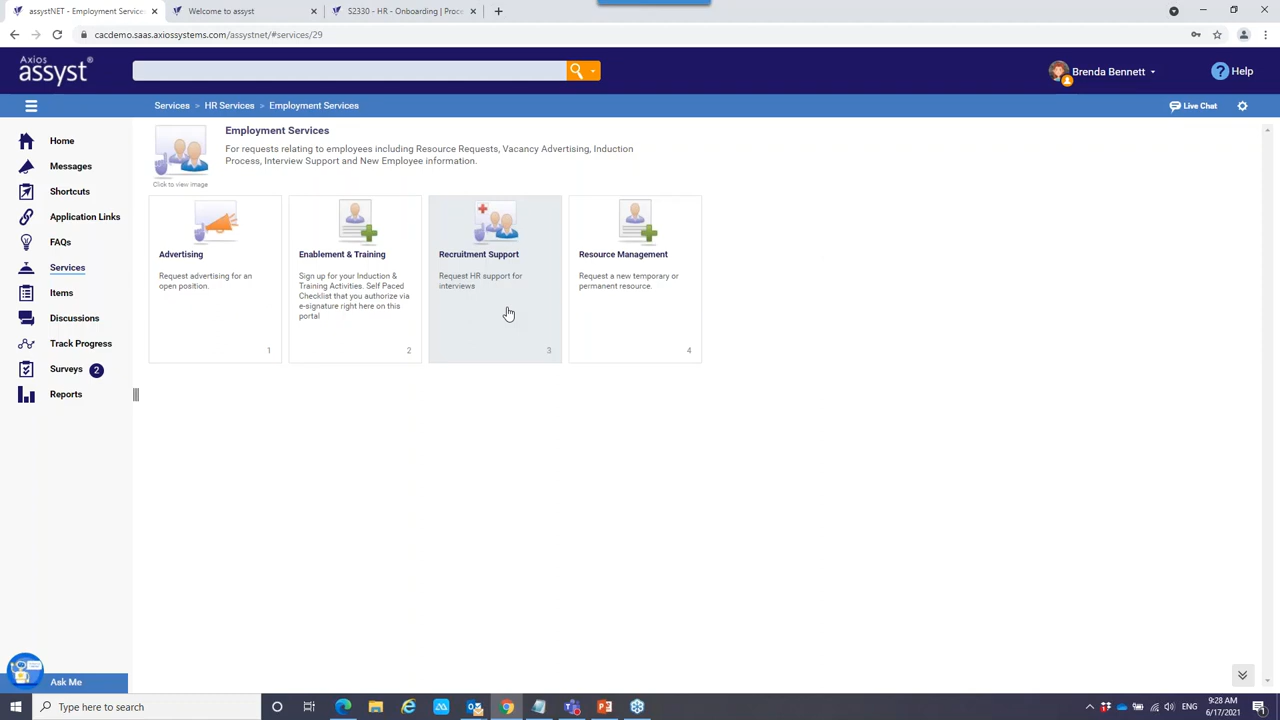 assystNET - Employment Service
Welcome to assyst
S2330 - HR - Onboarding | Proce
cacdemo.saas.axiossystems.com/assystnet/#services/29
Axios
assyst®
Brenda Bennett
Help
Services > HR Services > Employment Services
Live Chat
Home
Messages
Shortcuts
Application Links
FAQs
Services
Items
Discussions
Track Progress
Surveys 2
Reports
Ask Me
Click to view image
Employment Services
For requests relating to employees including Resource Requests, Vacancy Advertising, Induction
Process, Interview Support and New Employee information.
Advertising
Request advertising for an
open position.
1
Enablement & Training
Sign up for your Induction &
Training Activities. Self Paced
Checklist that you authorize via
e-signature right here on this
portal
2
Recruitment Support
Request HR support for
interviews
3
Resource Management
Request a new temporary or
permanent resource.
4
Type here to search
ENG
9:28 AM
6/17/2021